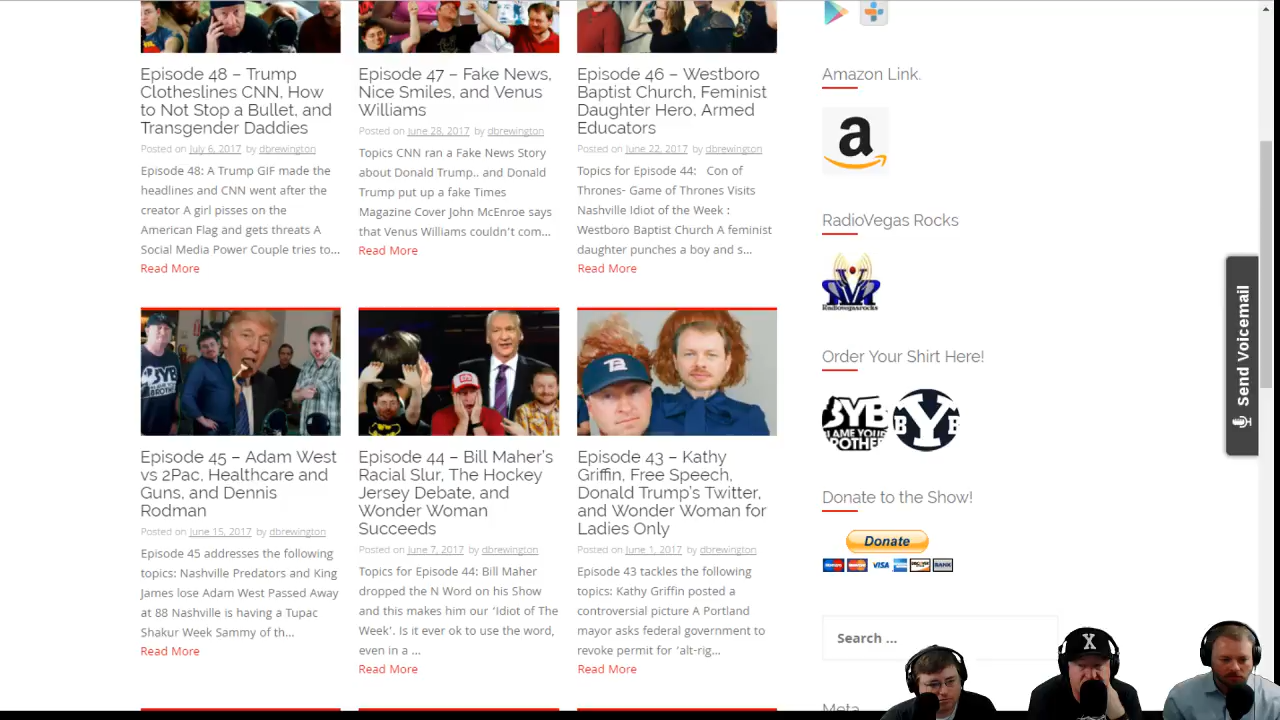 Episode 48 – Trump
Clotheslines CNN, How
to Not Stop a Bullet, and
Transgender Daddies
Posted on July 6, 2017 by dbrewington
Episode 48: A Trump GIF made the
headlines and CNN went after the
creator A girl pisses on the
American Flag and gets threats A
Social Media Power Couple tries to...
Read More
Episode 47 – Fake News,
Nice Smiles, and Venus
Williams
Posted on June 28, 2017 by dbrewington
Topics CNN ran a Fake News Story
about Donald Trump.. and Donald
Trump put up a fake Times
Magazine Cover John McEnroe says
that Venus Williams couldn't com...
Read More
Episode 46 – Westboro
Baptist Church, Feminist
Daughter Hero, Armed
Educators
Posted on June 22, 2017 by dbrewington
Topics for Episode 44: Con of
Thrones- Game of Thrones Visits
Nashville Idiot of the Week :
Westboro Baptist Church A feminist
daughter punches a boy and s...
Read More
BYB
Episode 45 – Adam West
vs 2Pac, Healthcare and
Guns, and Dennis
Rodman
Posted on June 15, 2017 by dbrewington
Episode 45 addresses the following
topics: Nashville Predators and King
James lose Adam West Passed Away
at 88 Nashville is having a Tupac
Shakur Week Sammy of th...
Read More
Episode 44 – Bill Maher's
Racial Slur, The Hockey
Jersey Debate, and
Wonder Woman
Succeeds
Posted on June 7, 2017 by dbrewington
Topics for Episode 44: Bill Maher
dropped the N Word on his Show
and this makes him our 'Idiot of The
Week'. Is it ever ok to use the word,
even in a ...
Read More
Episode 43 – Kathy
Griffin, Free Speech,
Donald Trump's Twitter,
and Wonder Woman for
Ladies Only
Posted on June 1, 2017 by dbrewington
Episode 43 tackles the following
topics: Kathy Griffin posted a
controversial picture A Portland
mayor asks federal government to
revoke permit for 'alt-rig...
Read More
Amazon Link.
a
RadioVegas Rocks
Radiovegasrocks
Order Your Shirt Here!
BYB
BLAME YOUR
BROTHER
BYB
Donate to the Show!
Donate
VISA
BANK
Search ...
Meta
Send Voicemail
X